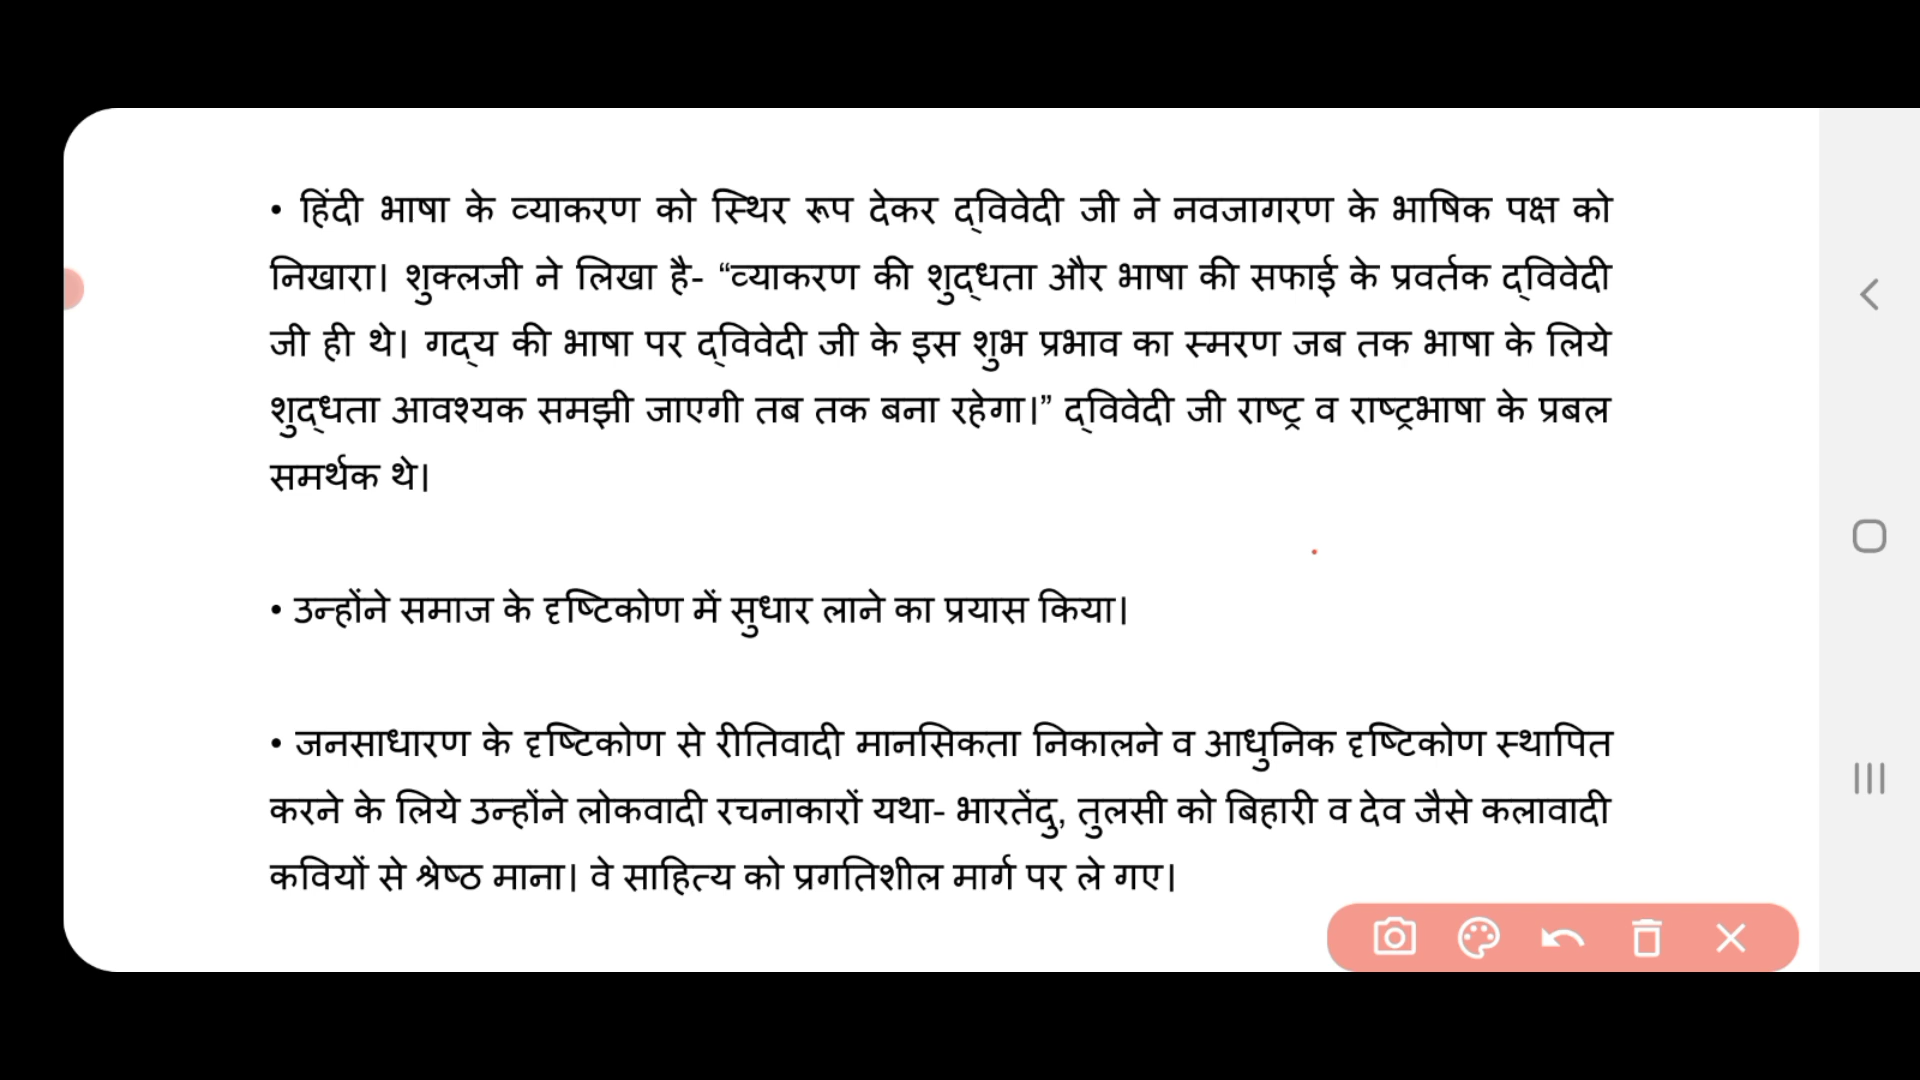 • हिंदी भाषा के व्याकरण को स्थिर रूप देकर द्विवेदी जी ने नवजागरण के भाषिक पक्ष को
निखारा। शुक्लजी ने लिखा है- “व्याकरण की शुद्धता और भाषा की सफाई के प्रवर्तक द्विवेदी
जी ही थे। गद्य की भाषा पर द्विवेदी जी के इस शुभ प्रभाव का स्मरण जब तक भाषा के लिये
शुद्धता आवश्यक समझी जाएगी तब तक बना रहेगा।” द्विवेदी जी राष्ट्र व राष्ट्रभाषा के प्रबल
समर्थक थे।
• उन्होंने समाज के दृष्टिकोण में सुधार लाने का प्रयास किया।
• जनसाधारण के दृष्टिकोण से रीतिवादी मानसिकता निकालने व आधुनिक दृष्टिकोण स्थापित
करने के लिये उन्होंने लोकवादी रचनाकारों यथा- भारतेंदु, तुलसी को बिहारी व देव जैसे कलावादी
कवियों से श्रेष्ठ माना। वे साहित्य को प्रगतिशील मार्ग पर ले गए।